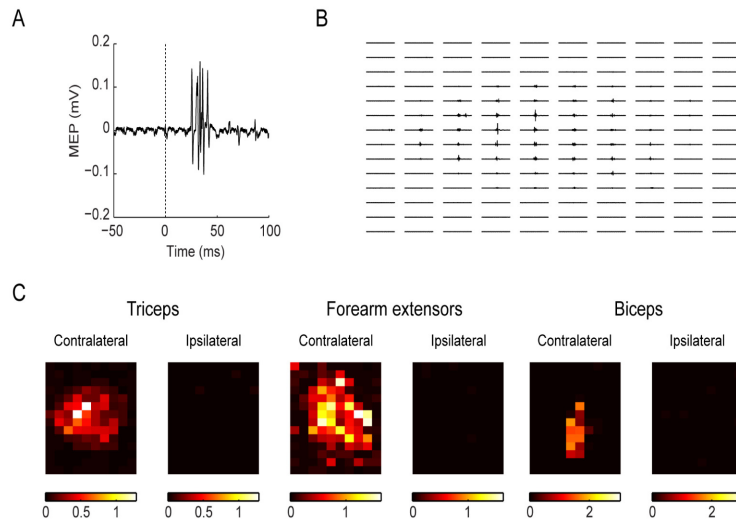 A
B
0.2
0.1
0
−0.1
−0.2
MEP (mV)
−50
0
50
100
Time (ms)
C
Triceps
Forearm extensors
Biceps
Contralateral
Ipsilateral
Contralateral
Ipsilateral
Contralateral
Ipsilateral
0 0.5 1
0 0.5 1
0 1
0 1
0 2
0 2